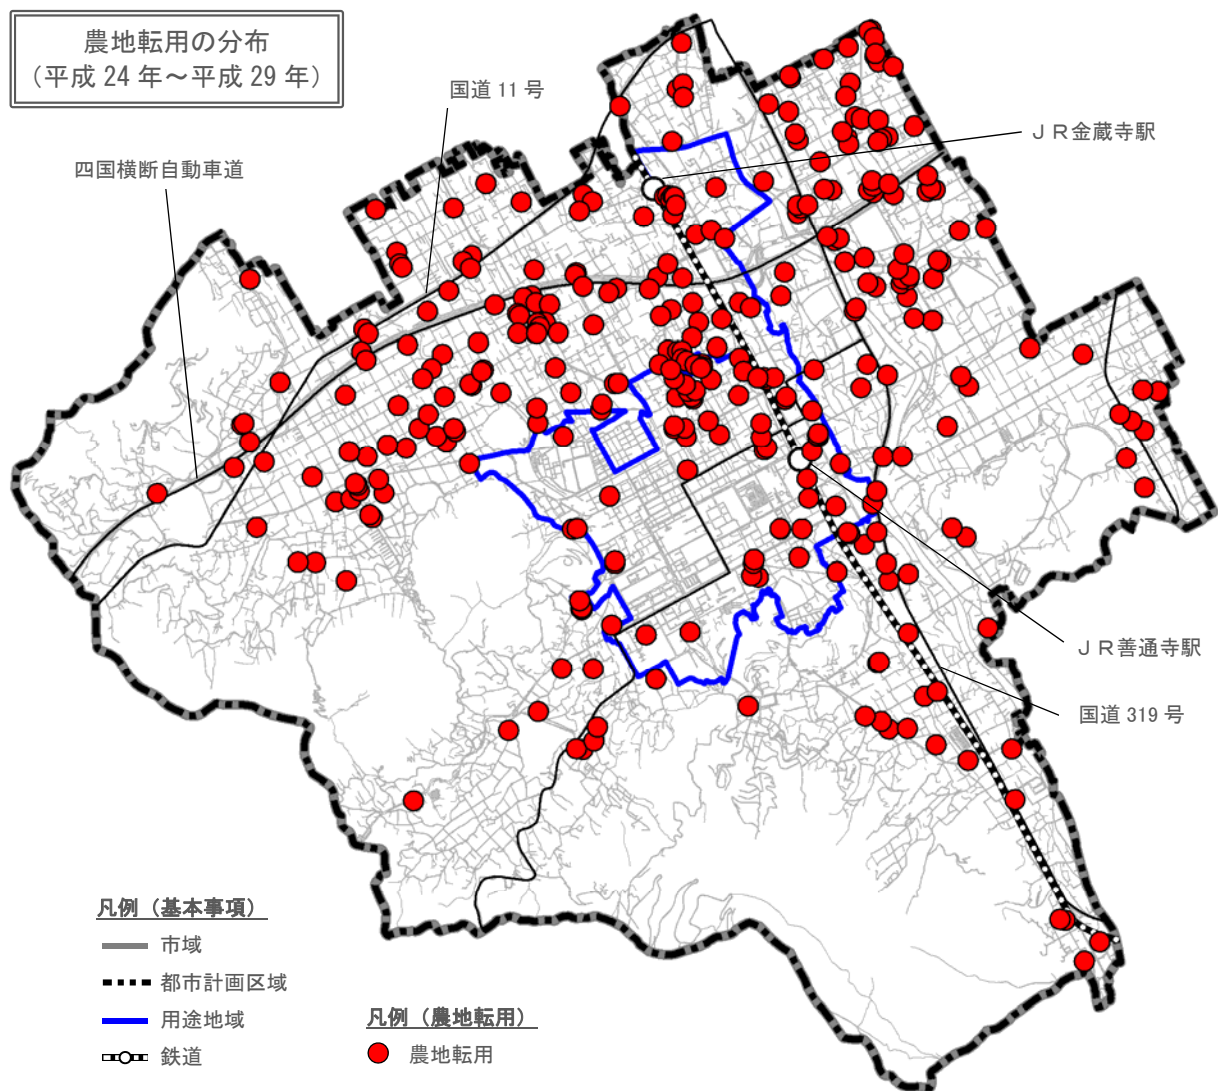 農地転用の分布
（平成 24 年～平成 29 年）
国道 11 号
ＪＲ金蔵寺駅
四国横断自動車道
ＪＲ善通寺駅
国道 319 号
凡例（基本事項）
市域
都市計画区域
用途地域
鉄道
凡例（農地転用）
農地転用